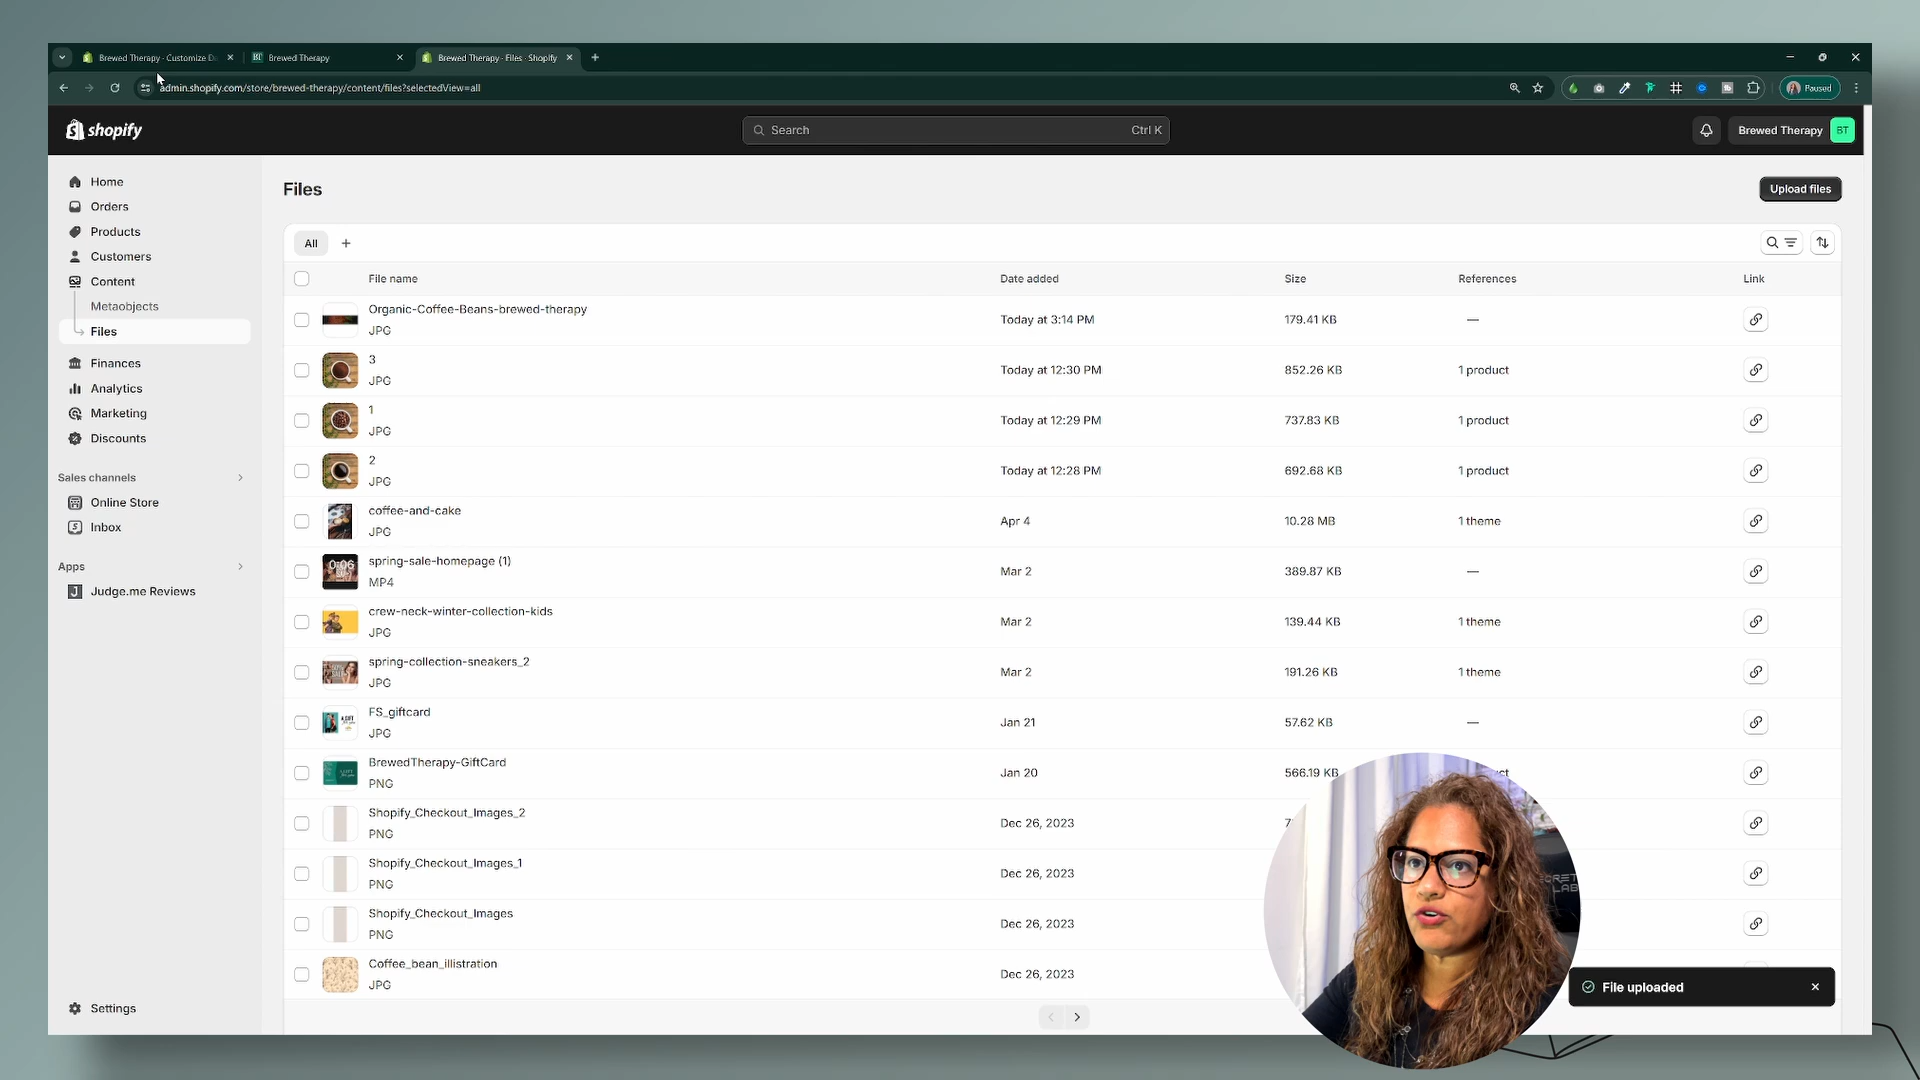 Brewed Therapy · Customize D
Brewed Therapy
Brewed Therapy · Files · Shopify
admin.shopify.com/store/brewed-therapy/content/files?selectedView=all
Paused
shopify
Search
Ctrl K
Brewed Therapy
BT
Home
Orders
Products
Customers
Content
Metaobjects
Files
Finances
Analytics
Marketing
Discounts
Sales channels
Online Store
Inbox
Apps
Judge.me Reviews
Settings
Files
Upload files
All
File name Date added Size References Link
Organic-Coffee-Beans-brewed-therapy
JPG
Today at 3:14 PM 179.41 KB —
3
JPG
Today at 12:30 PM 852.26 KB 1 product
1
JPG
Today at 12:29 PM 737.83 KB 1 product
2
JPG
Today at 12:28 PM 692.68 KB 1 product
coffee-and-cake
JPG
Apr 4 10.28 MB 1 theme
0:06
spring-sale-homepage (1)
MP4
Mar 2 389.87 KB —
crew-neck-winter-collection-kids
JPG
Mar 2 139.44 KB 1 theme
spring-collection-sneakers_2
JPG
Mar 2 191.26 KB 1 theme
FS_giftcard
JPG
Jan 21 57.62 KB —
BrewedTherapy-GiftCard
PNG
Jan 20 566.19 KB
Shopify_Checkout_Images_2
PNG
Dec 26, 2023
Shopify_Checkout_Images_1
PNG
Dec 26, 2023
Shopify_Checkout_Images
PNG
Dec 26, 2023
Coffee_bean_illistration
JPG
Dec 26, 2023
File uploaded